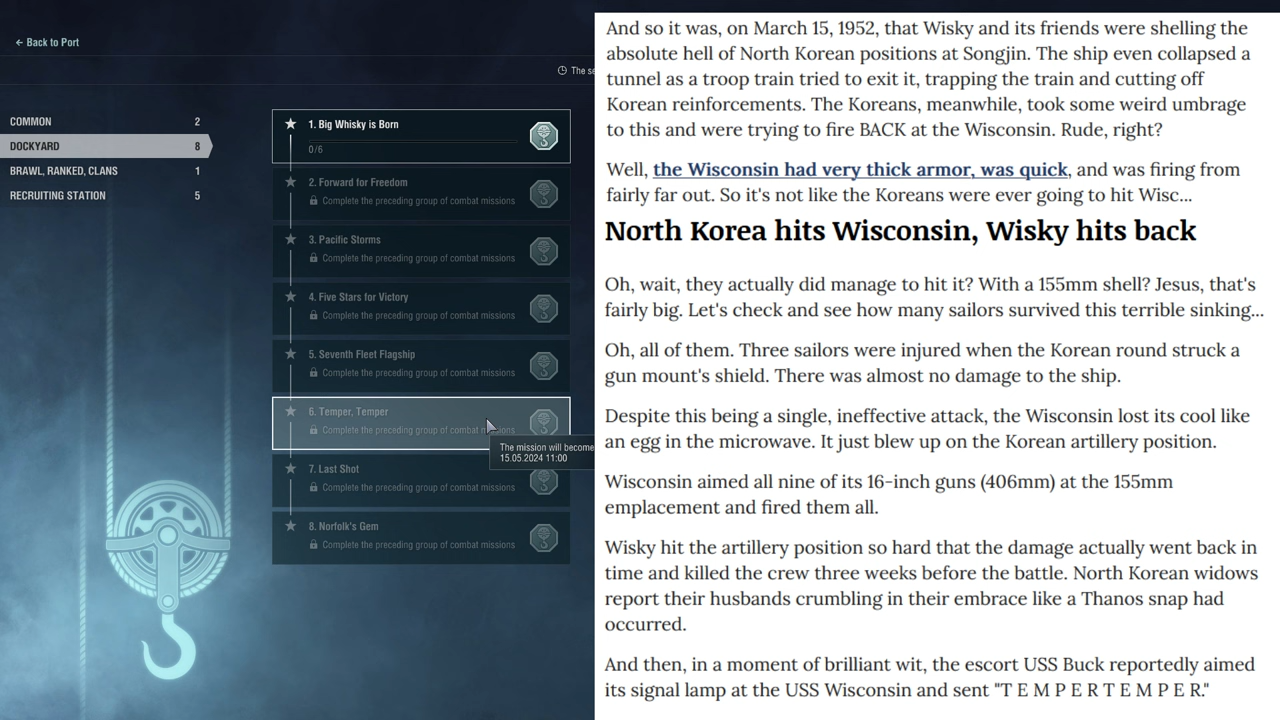 ← Back to Port
The se
COMMON 2
DOCKYARD 8
BRAWL, RANKED, CLANS 1
RECRUITING STATION 5
1. Big Whisky is Born
0/6
2. Forward for Freedom
Complete the preceding group of combat missions
3. Pacific Storms
Complete the preceding group of combat missions
4. Five Stars for Victory
Complete the preceding group of combat missions
5. Seventh Fleet Flagship
Complete the preceding group of combat missions
6. Temper, Temper
Complete the preceding group of combat missions
The mission will become
15.05.2024 11:00
7. Last Shot
Complete the preceding group of combat missions
8. Norfolk's Gem
Complete the preceding group of combat missions
And so it was, on March 15, 1952, that Wisky and its friends were shelling the
absolute hell of North Korean positions at Songjin. The ship even collapsed a
tunnel as a troop train tried to exit it, trapping the train and cutting off
Korean reinforcements. The Koreans, meanwhile, took some weird umbrage
to this and were trying to fire BACK at the Wisconsin. Rude, right?
Well, the Wisconsin had very thick armor, was quick, and was firing from
fairly far out. So it's not like the Koreans were ever going to hit Wisc...
North Korea hits Wisconsin, Wisky hits back
Oh, wait, they actually did manage to hit it? With a 155mm shell? Jesus, that's
fairly big. Let's check and see how many sailors survived this terrible sinking...
Oh, all of them. Three sailors were injured when the Korean round struck a
gun mount's shield. There was almost no damage to the ship.
Despite this being a single, ineffective attack, the Wisconsin lost its cool like
an egg in the microwave. It just blew up on the Korean artillery position.
Wisconsin aimed all nine of its 16-inch guns (406mm) at the 155mm
emplacement and fired them all.
Wisky hit the artillery position so hard that the damage actually went back in
time and killed the crew three weeks before the battle. North Korean widows
report their husbands crumbling in their embrace like a Thanos snap had
occurred.
And then, in a moment of brilliant wit, the escort USS Buck reportedly aimed
its signal lamp at the USS Wisconsin and sent "T E M P E R T E M P E R."